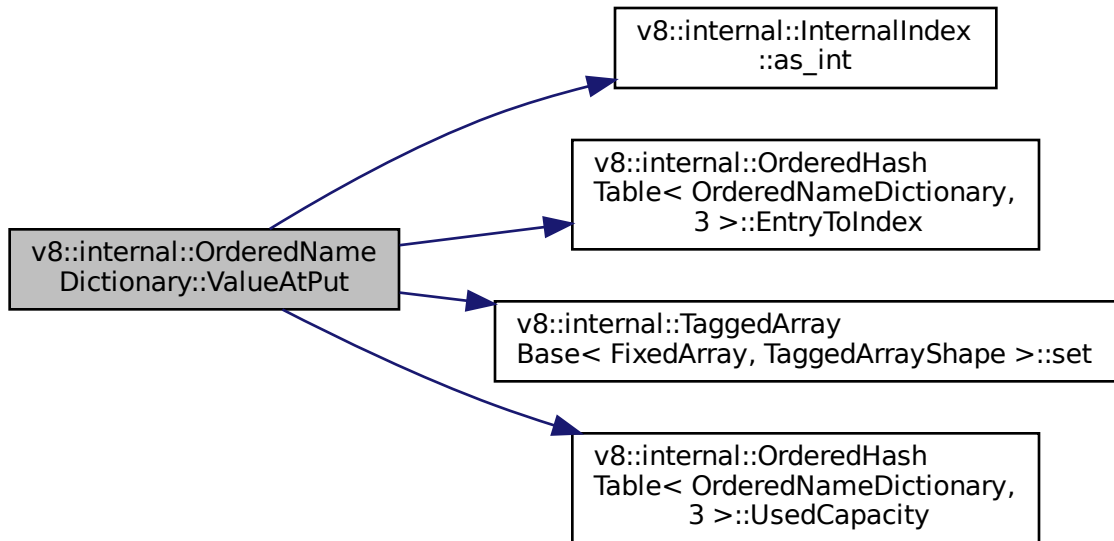 v8::internal::InternalIndex
::as_int
v8::internal::OrderedHash
Table< OrderedNameDictionary,
3 >::EntryToIndex
v8::internal::OrderedName
Dictionary::ValueAtPut
v8::internal::TaggedArray
Base< FixedArray, TaggedArrayShape >::set
v8::internal::OrderedHash
Table< OrderedNameDictionary,
3 >::UsedCapacity